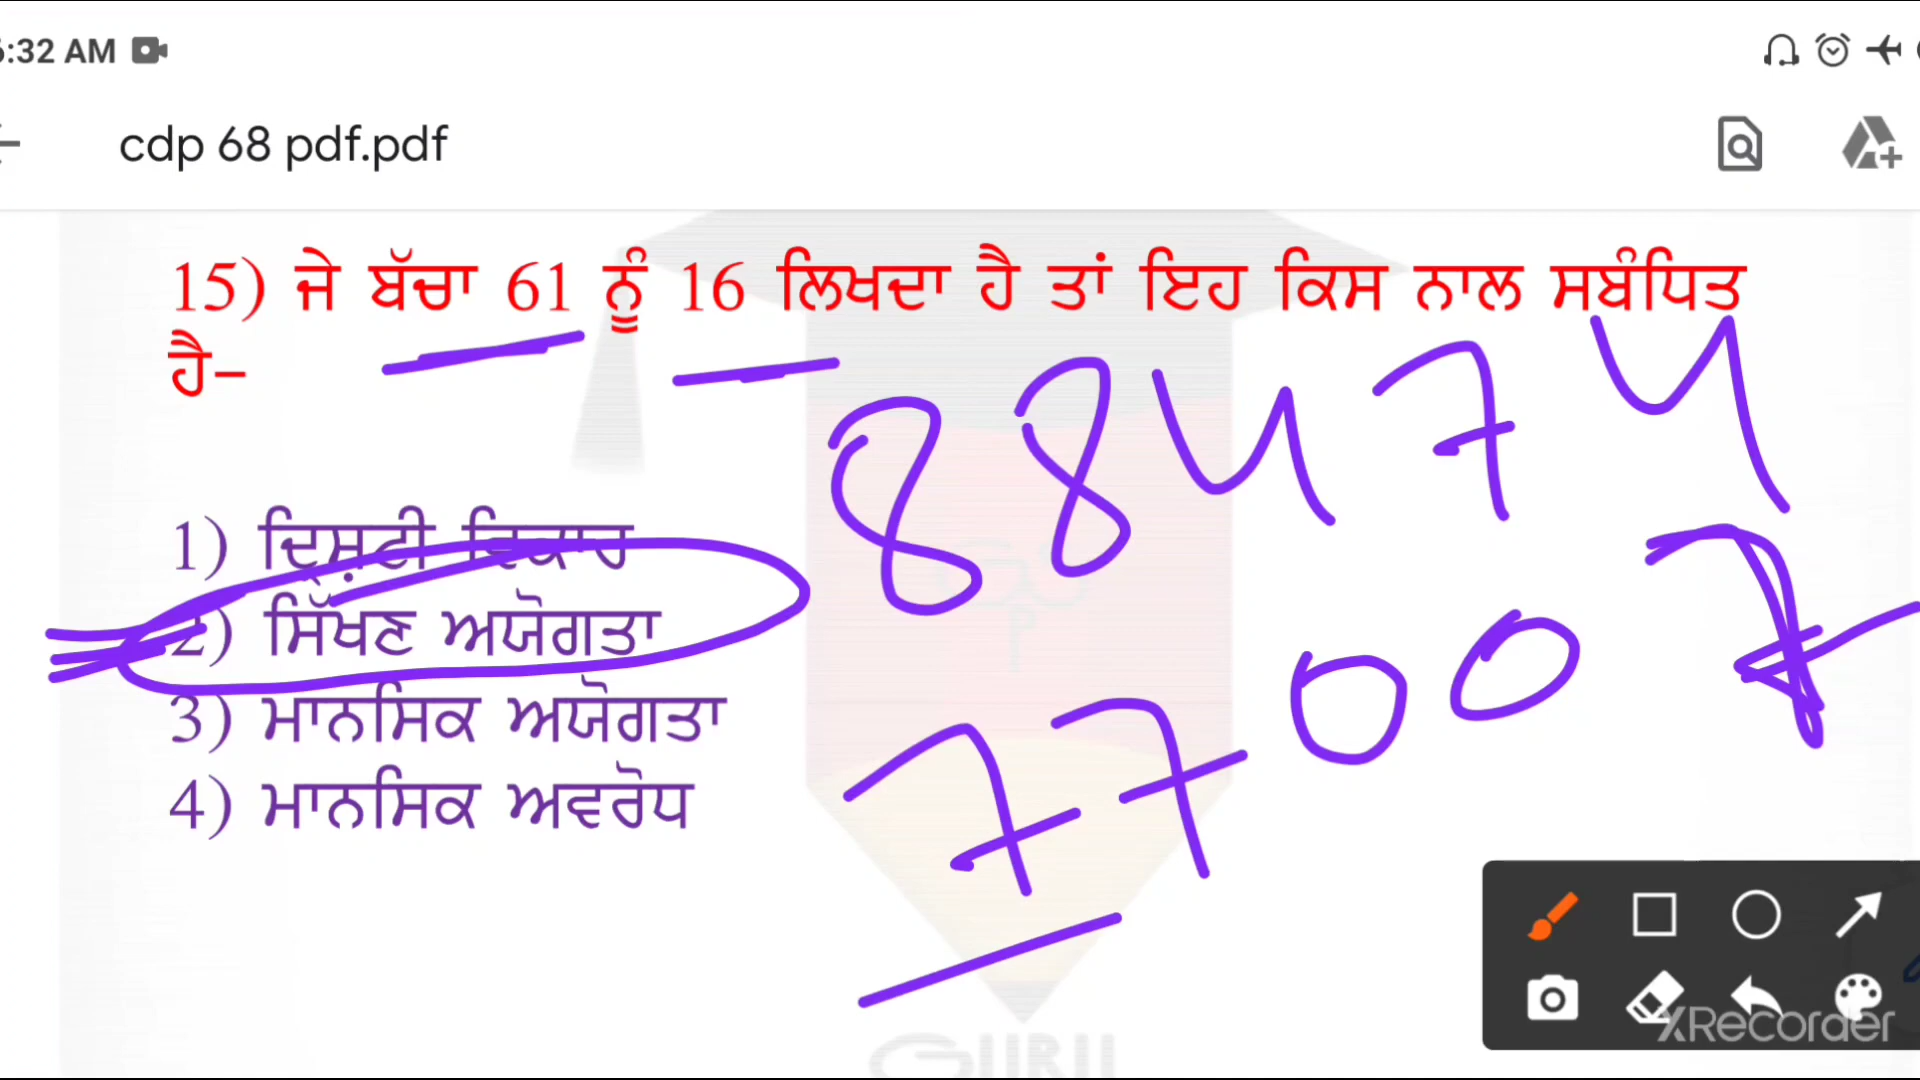 6:32 AM
cdp 68 pdf.pdf
15) ਜੇ ਬੱਚਾ 61 ਨੂੰ 16 ਲਿਖਦਾ ਹੈ ਤਾਂ ਇਹ ਕਿਸ ਨਾਲ ਸਬੰਧਿਤ
ਹੈ–
88474
1) ਦ੍ਰਿਸ਼ਟੀ ਵਿਕਾਰ
2) ਸਿੱਖਣ ਅਯੋਗਤਾ
77007
3) ਮਾਨਸਿਕ ਅਯੋਗਤਾ
4) ਮਾਨਸਿਕ ਅਵਰੋਧ
XRecorder
GURU